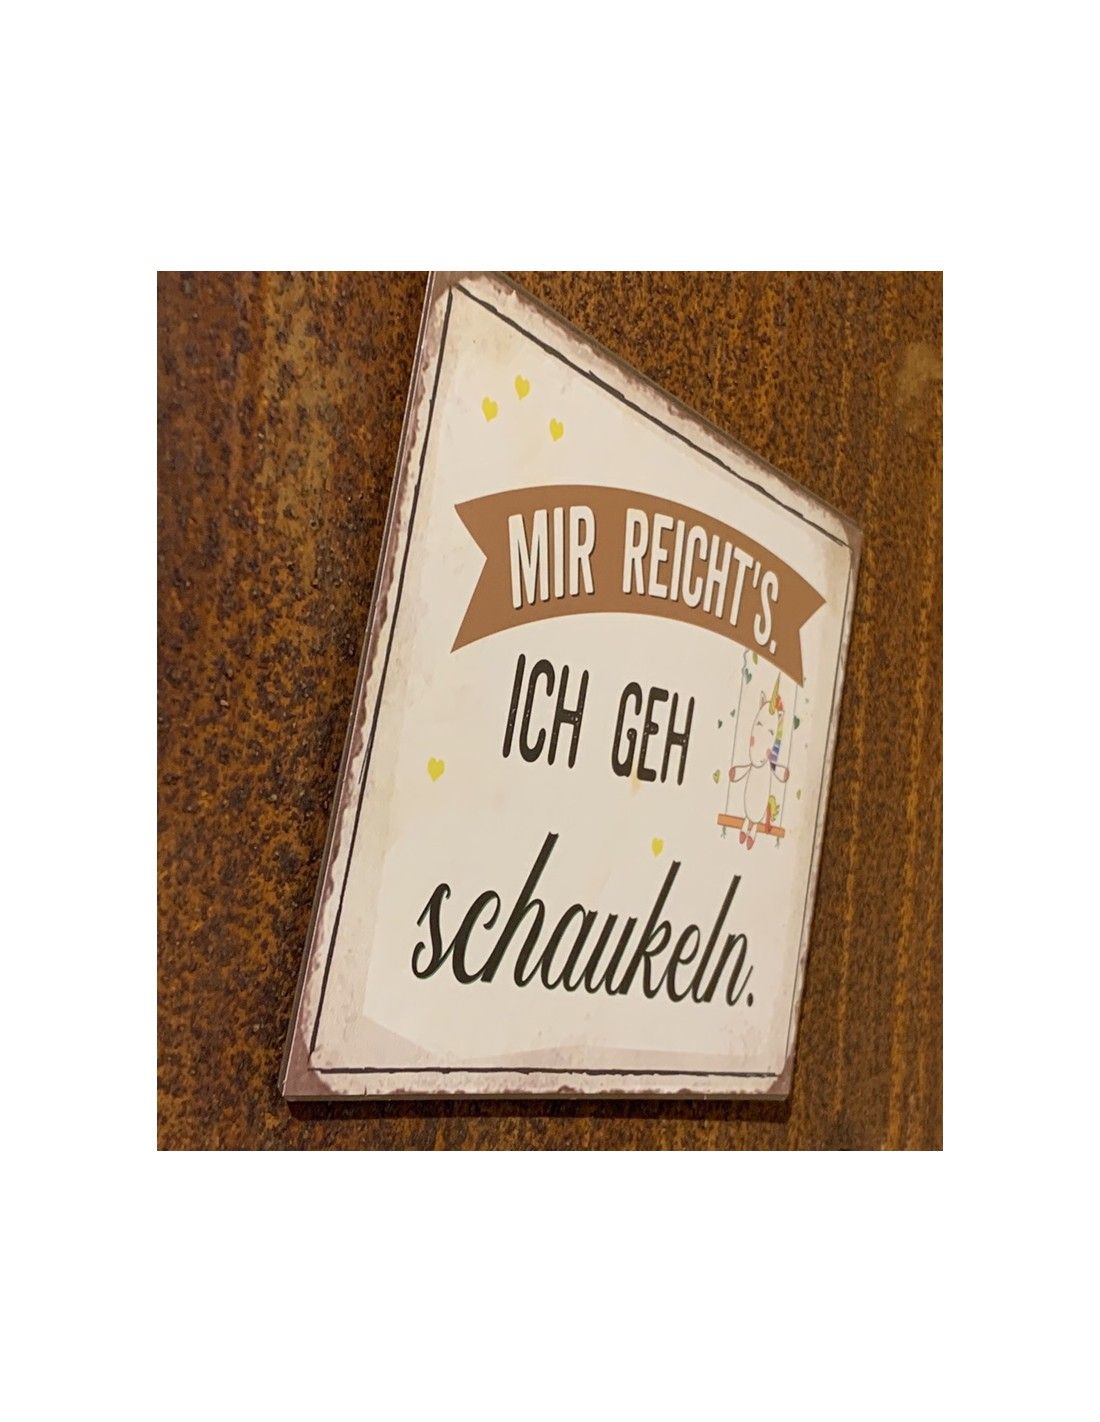 MIR REICHT'S.
ICH GEH
schaukeln.